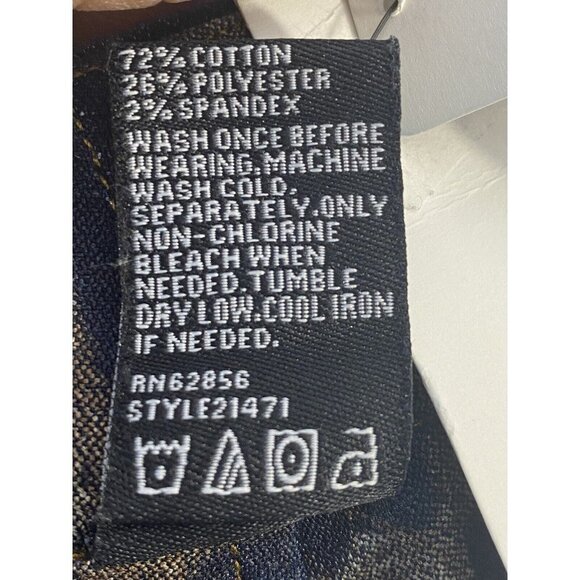 72% COTTON
26% POLYESTER
2% SPANDEX
WASH ONCE BEFORE
WEARING.MACHINE
WASH COLD.
SEPARATELY.ONLY
NON-CHLORINE
BLEACH WHEN
NEEDED.TUMBLE
DRY LOW.COOL IRON
IF NEEDED.
RN62856
STYLE21471